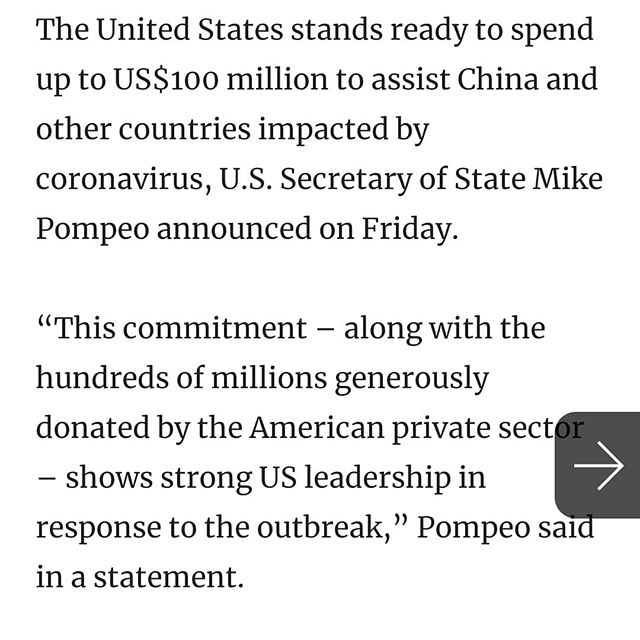 The United States stands ready to spend
up to US$100 million to assist China and
other countries impacted by
coronavirus, U.S. Secretary of State Mike
Pompeo announced on Friday.
“This commitment – along with the
hundreds of millions generously
donated by the American private sector
– shows strong US leadership in
response to the outbreak,” Pompeo said
in a statement.